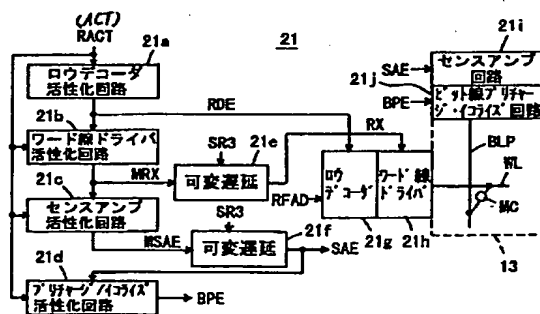 (ACT)
RACT
21
21a
ロウデコーダ
活性化回路
21b
RDE
ワード線ドライバ
活性化回路
21c
MRX
SR3
21e
可変遅延
RX
センスアンプ
活性化回路
MSAE
SR3
21f
可変遅延
SAE
21d
プリチャージ/イコライズ
活性化回路
BPE
RFAD
ロウ
デコーダ
ワード線
ドライバ
21g
21h
21i
SAE
センスアンプ
回路
21j
BPE
ビット線プリチャー
ジ・イコライズ回路
BLP
WL
MC
13